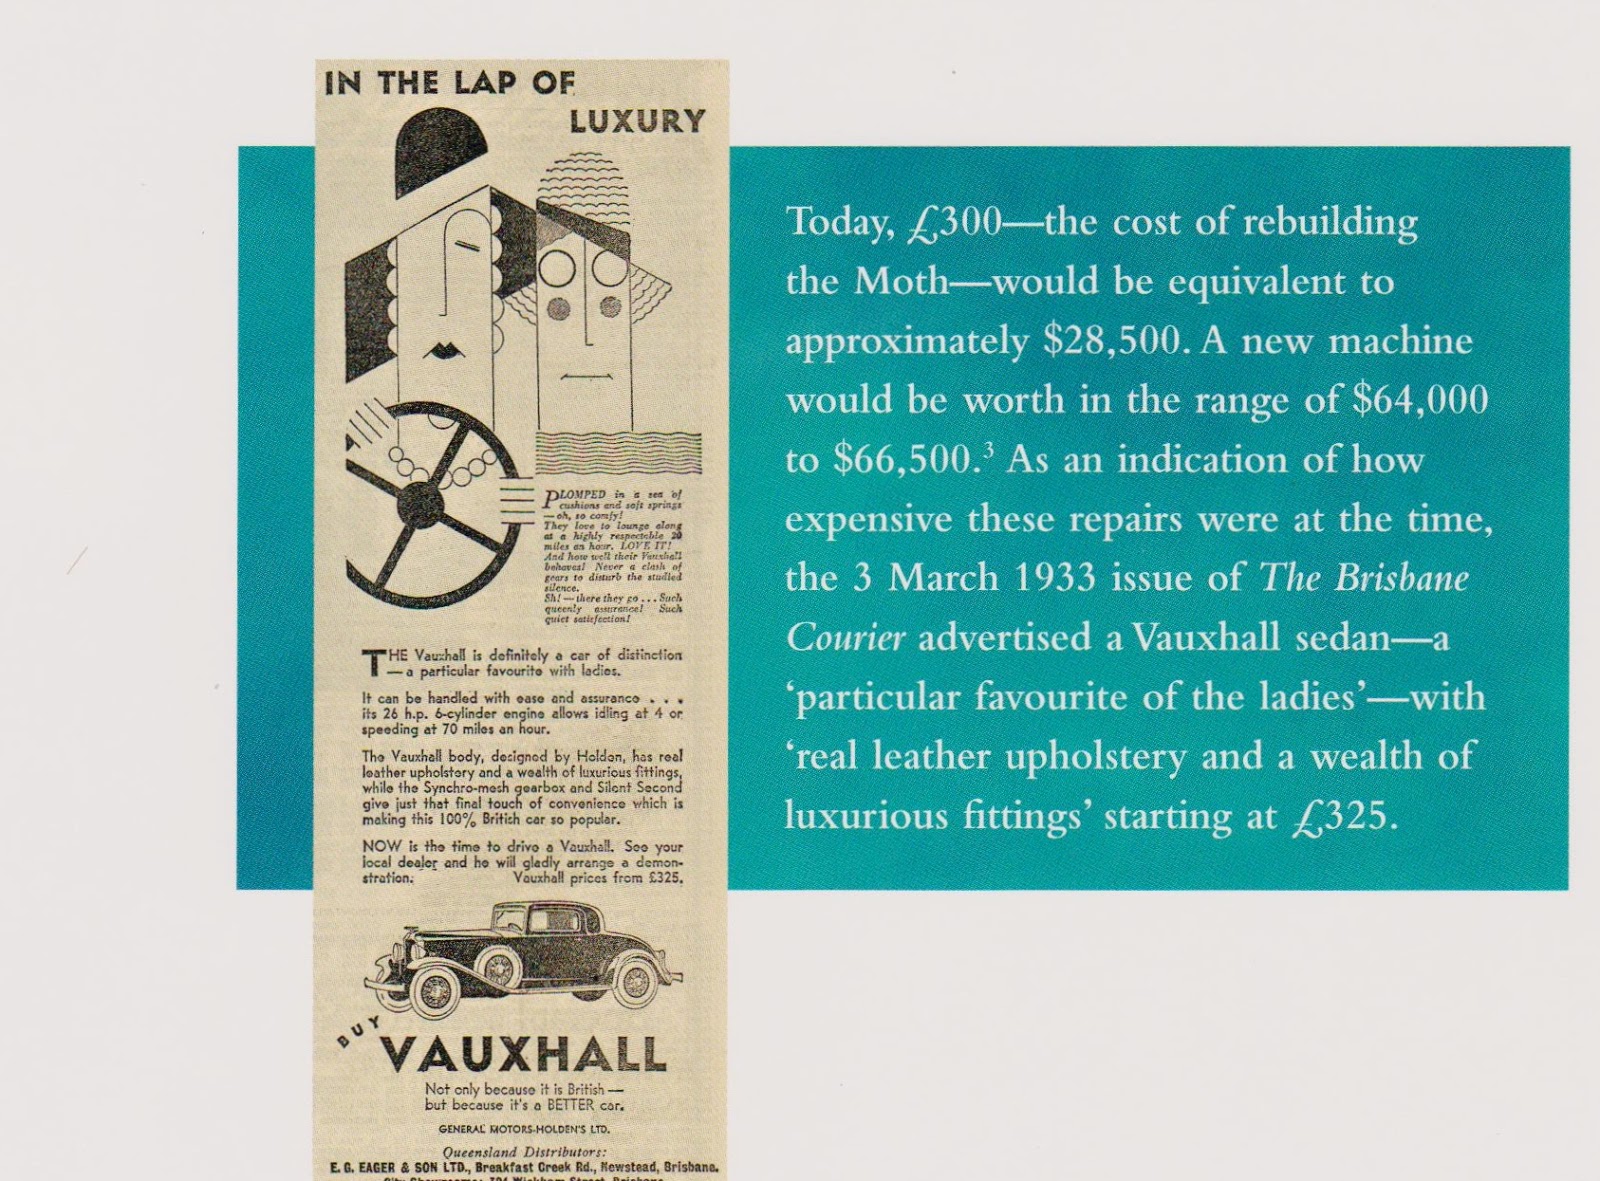 IN THE LAP OF
LUXURY
PLOMPED in a sea of
cushions and soft springs
—oh, so comfy!
They love to lounge along
at a highly respectable 20
miles an hour. LOVE IT!
And how well their Vauxhall
behaves! Never a clash of
gears to disturb the studied
silence.
Sh!—there they go... Such
queenly assurance! Such
quiet satisfaction!
THE Vauxhall is definitely a car of distinction
—a particular favourite with ladies.
It can be handled with ease and assurance . . .
its 26 h.p. 6-cylinder engine allows idling at 4 or
speeding at 70 miles an hour.
The Vauxhall body, designed by Holden, has real
leather upholstery and a wealth of luxurious fittings,
while the Synchro-mesh gearbox and Silent Second
give just that final touch of convenience which is
making this 100% British car so popular.
NOW is the time to drive a Vauxhall. See your
local dealer and he will gladly arrange a demon-
stration. Vauxhall prices from £325.
BUY
VAUXHALL
Not only because it is British—
but because it's a BETTER car.
GENERAL MOTORS-HOLDEN'S LTD.
Queensland Distributors:
E. G. EAGER & SON LTD., Breakfast Creek Rd., Newstead, Brisbane.
Today, £300—the cost of rebuilding
the Moth—would be equivalent to
approximately $28,500. A new machine
would be worth in the range of $64,000
to $66,500.³ As an indication of how
expensive these repairs were at the time,
the 3 March 1933 issue of The Brisbane
Courier advertised a Vauxhall sedan—a
‘particular favourite of the ladies’—with
‘real leather upholstery and a wealth of
luxurious fittings’ starting at £325.